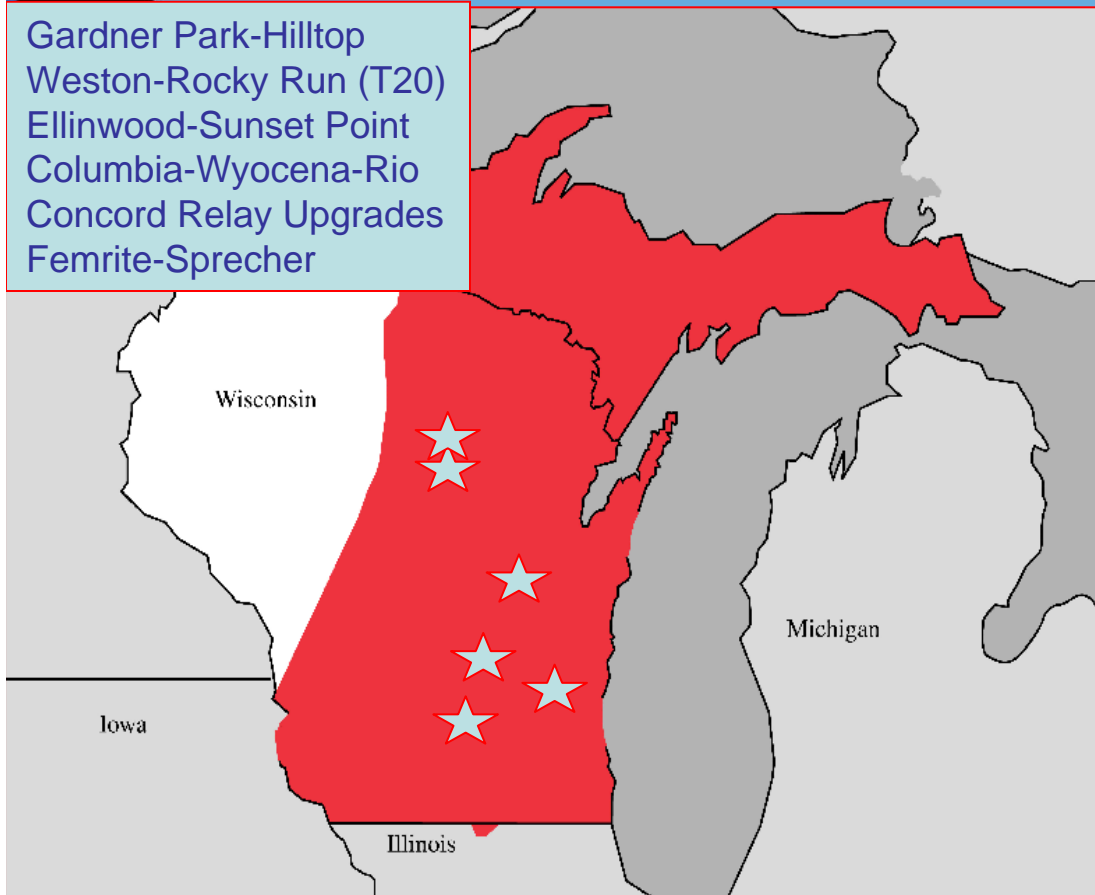 Gardner Park-Hilltop
Weston-Rocky Run (T20)
Ellinwood-Sunset Point
Columbia-Wyocena-Rio
Concord Relay Upgrades
Femrite-Sprecher
Wisconsin
Michigan
Iowa
Illinois